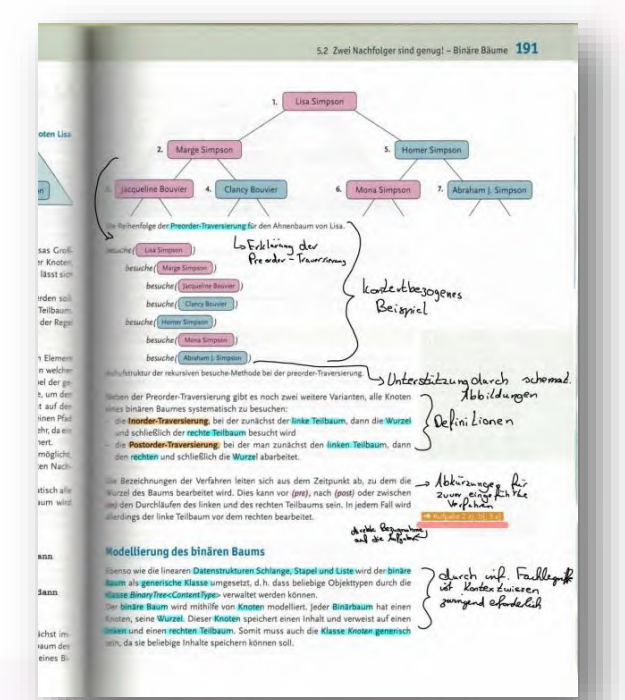 5.2 Zwei Nachfolger sind genug! – Binäre Bäume 191
1. Lisa Simpson
2. Marge Simpson
5. Homer Simpson
Jacqueline Bouvier
4. Clancy Bouvier
6. Mona Simpson
7. Abraham J. Simpson
Reihenfolge der Preorder-Traversierung für den Ahnenbaum von Lisa.
besuche( Lisa Simpson )
Erklärung der
Preorder-Traversierung
besuche( Marge Simpson )
besuche( Jacqueline Bouvier )
besuche( Clancy Bouvier )
besuche( Homer Simpson )
besuche( Mona Simpson )
besuche( Abraham J. Simpson )
kontextbezogenes
Beispiel
der rekursiven besuche-Methode bei der preorder-Traversierung.
Unterstützung durch schemat.
Abbildungen
der Preorder-Traversierung gibt es noch zwei weitere Varianten, alle Knoten
eines binären Baumes systematisch zu besuchen:
– die Inorder-Traversierung, bei der zunächst der linke Teilbaum, dann die Wurzel
und schließlich der rechte Teilbaum besucht wird
– die Postorder-Traversierung, bei der man zunächst den linken Teilbaum, dann
den rechten und schließlich die Wurzel abarbeitet.
Definitionen
Bezeichnungen der Verfahren leiten sich aus dem Zeitpunkt ab, zu dem die
Wurzel des Baums bearbeitet wird. Dies kann vor (pre), nach (post) oder zwischen
(in) den Durchläufen des linken und des rechten Teilbaums sein. In jedem Fall wird
allerdings der linke Teilbaum vor dem rechten bearbeitet.
Abkürzungen für
zuvor eingeführte
Verfahren
direkte Bezugnahme
auf die Aufgaben
Modellierung des binären Baums
Ebenso wie die linearen Datenstrukturen Schlange, Stapel und Liste wird der binäre
Baum als generische Klasse umgesetzt, d. h. dass beliebige Objekttypen durch die
Klasse BinaryTree<ContentType> verwaltet werden können.
Der binäre Baum wird mithilfe von Knoten modelliert. Jeder Binärbaum hat einen
Knoten, seine Wurzel. Dieser Knoten speichert einen Inhalt und verweist auf einen
linken und einen rechten Teilbaum. Somit muss auch die Klasse Knoten generisch
sein, da sie beliebige Inhalte speichern können soll.
durch inf. Fachbegriffe
ist
zwingend erforderlich